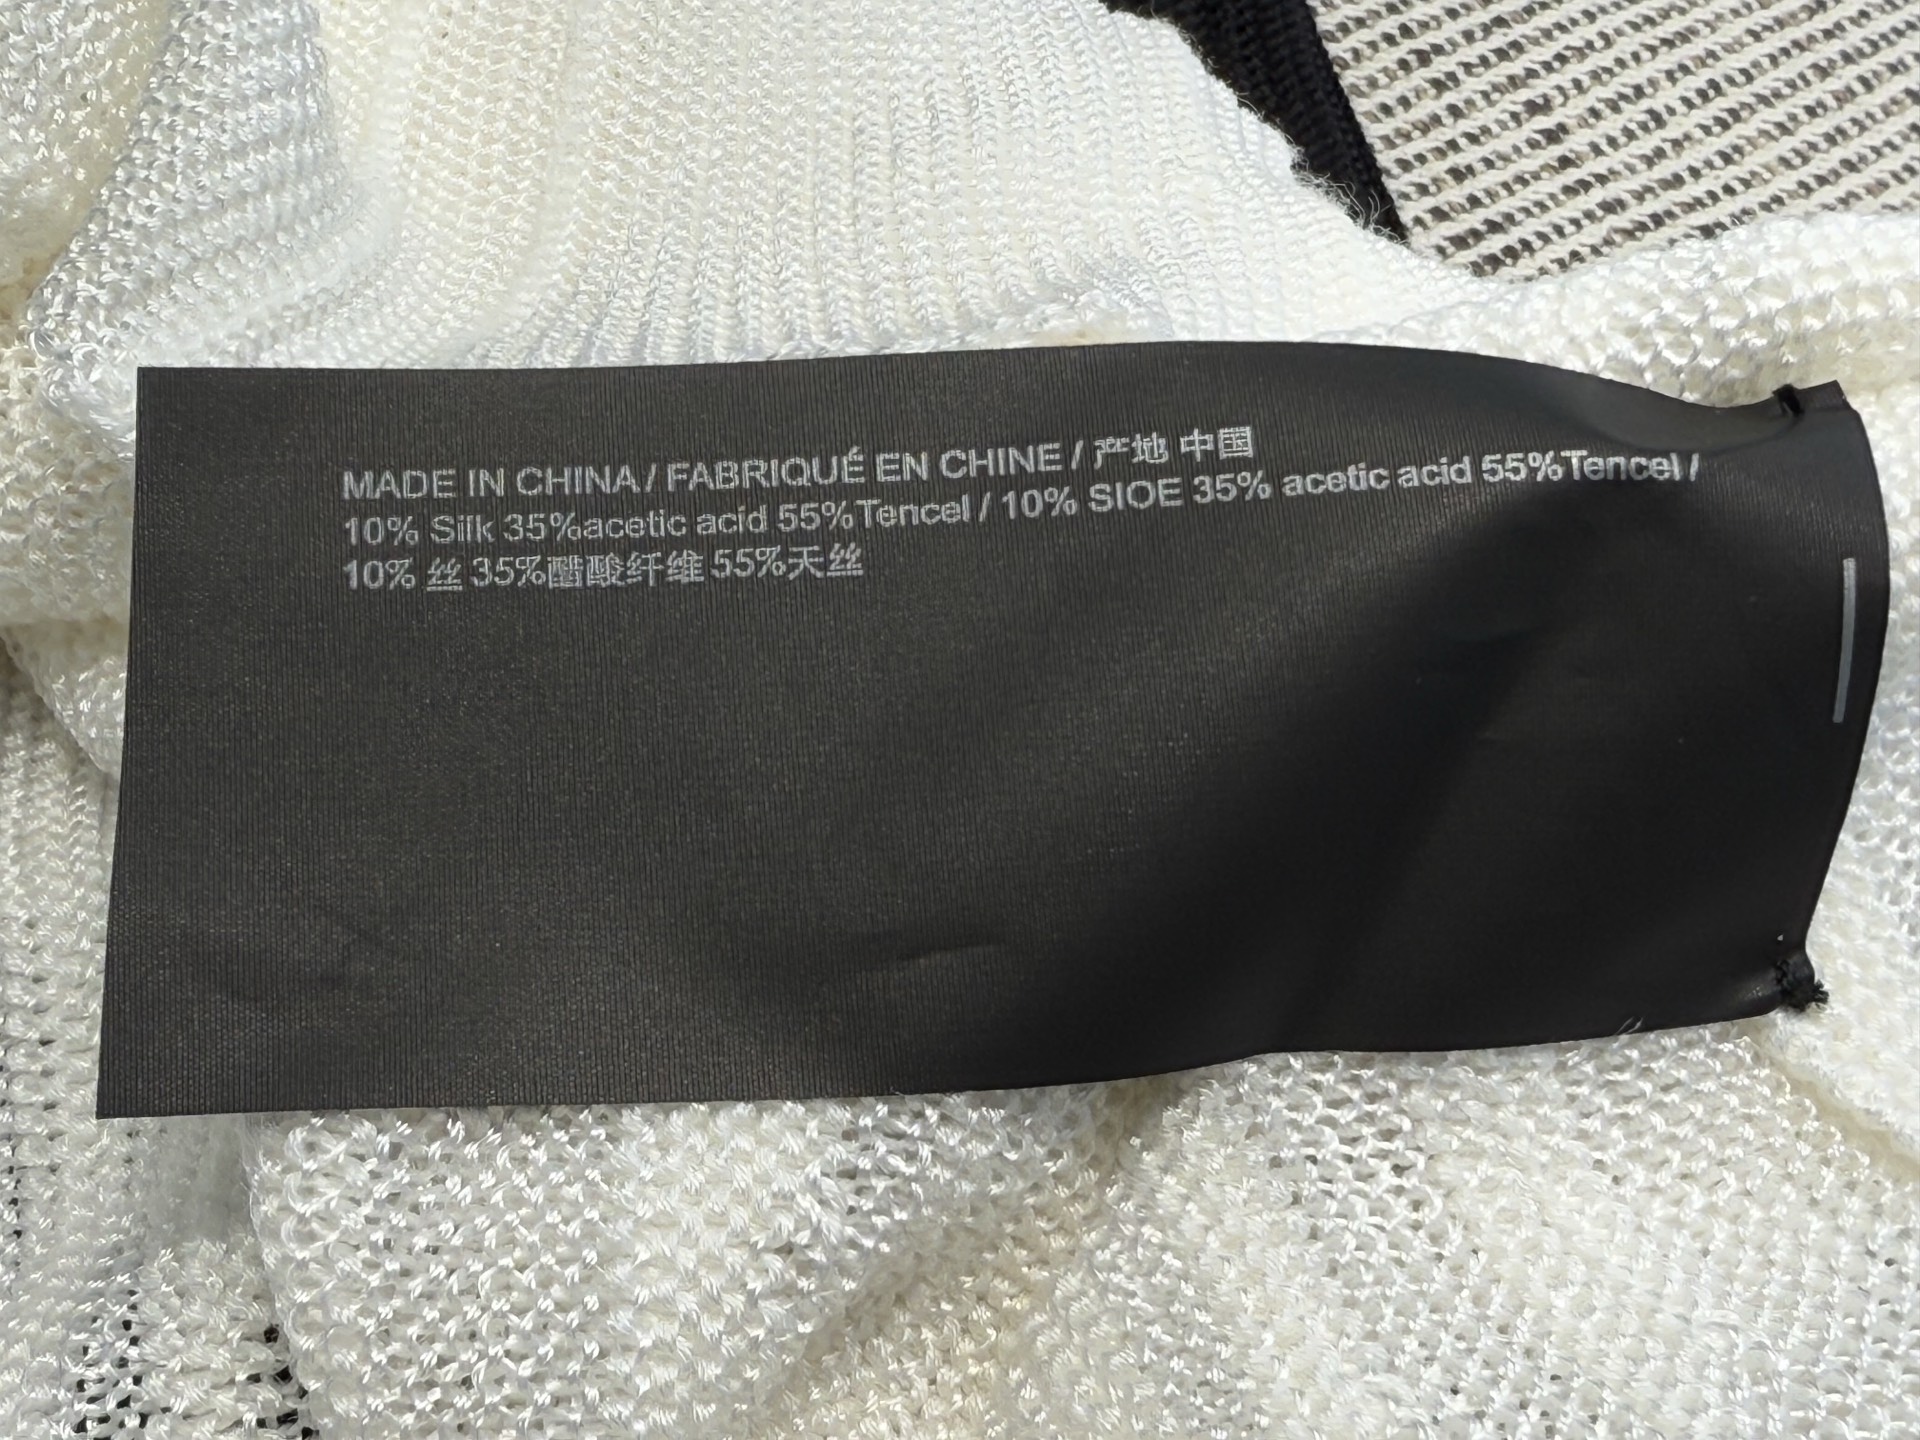 MADE IN CHINA / FABRIQUÉ EN CHINE / 产地 中国
10% Silk 35%acetic acid 55%Tencel / 10% SIOE 35% acetic acid 55%Tencel /
10% 丝 35%醋酸纤维 55%天丝